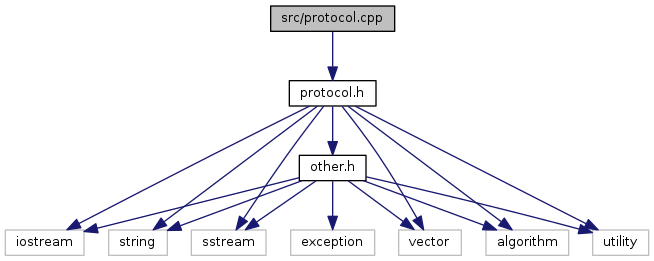 src/protocol.cpp
protocol.h
other.h
iostream
string
sstream
exception
vector
algorithm
utility